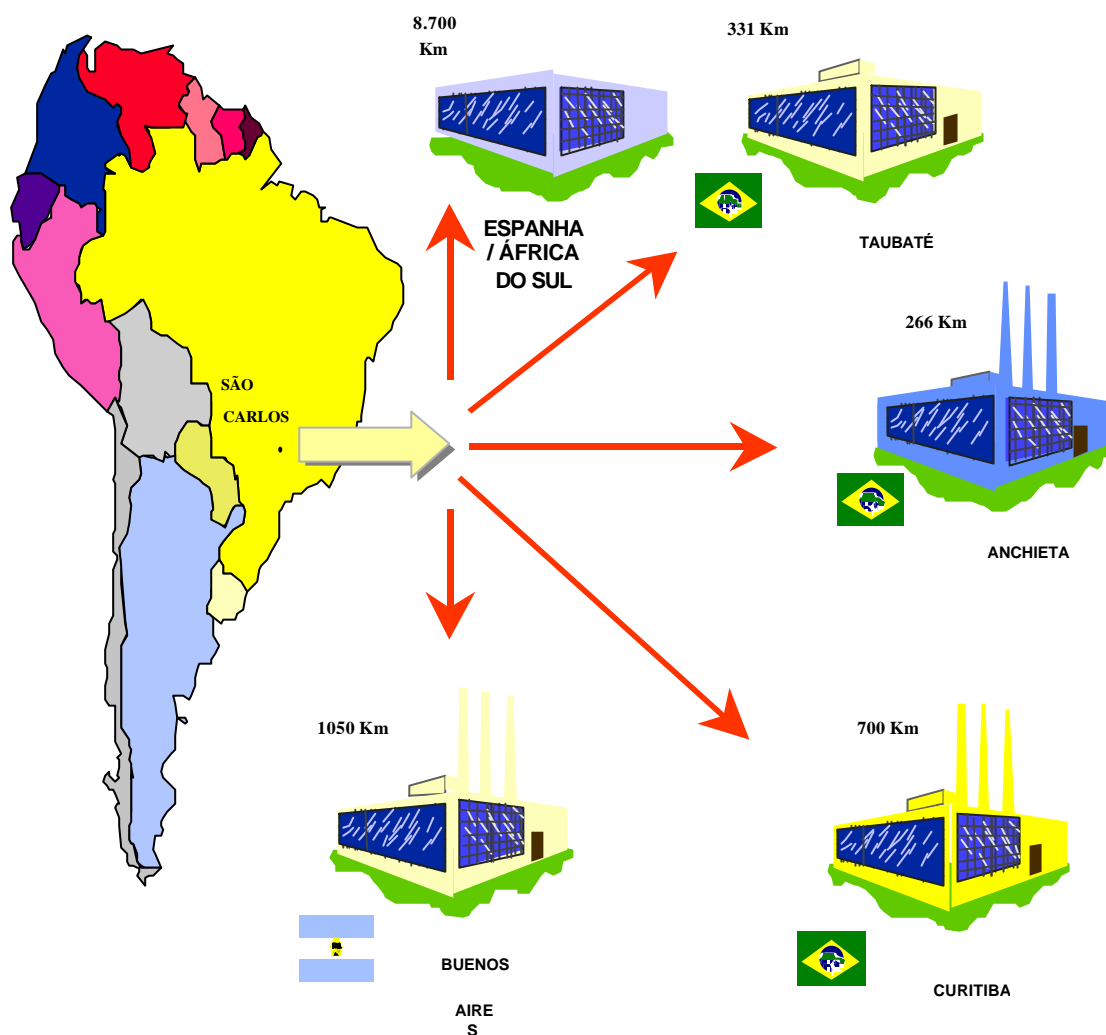 8.700
Km
331 Km
ESPANHA
/ ÁFRICA
DO SUL
TAUBATÉ
266 Km
SÃO
CARLOS
ANCHIETA
1050 Km
700 Km
BUENOS
AIRE
S
CURITIBA